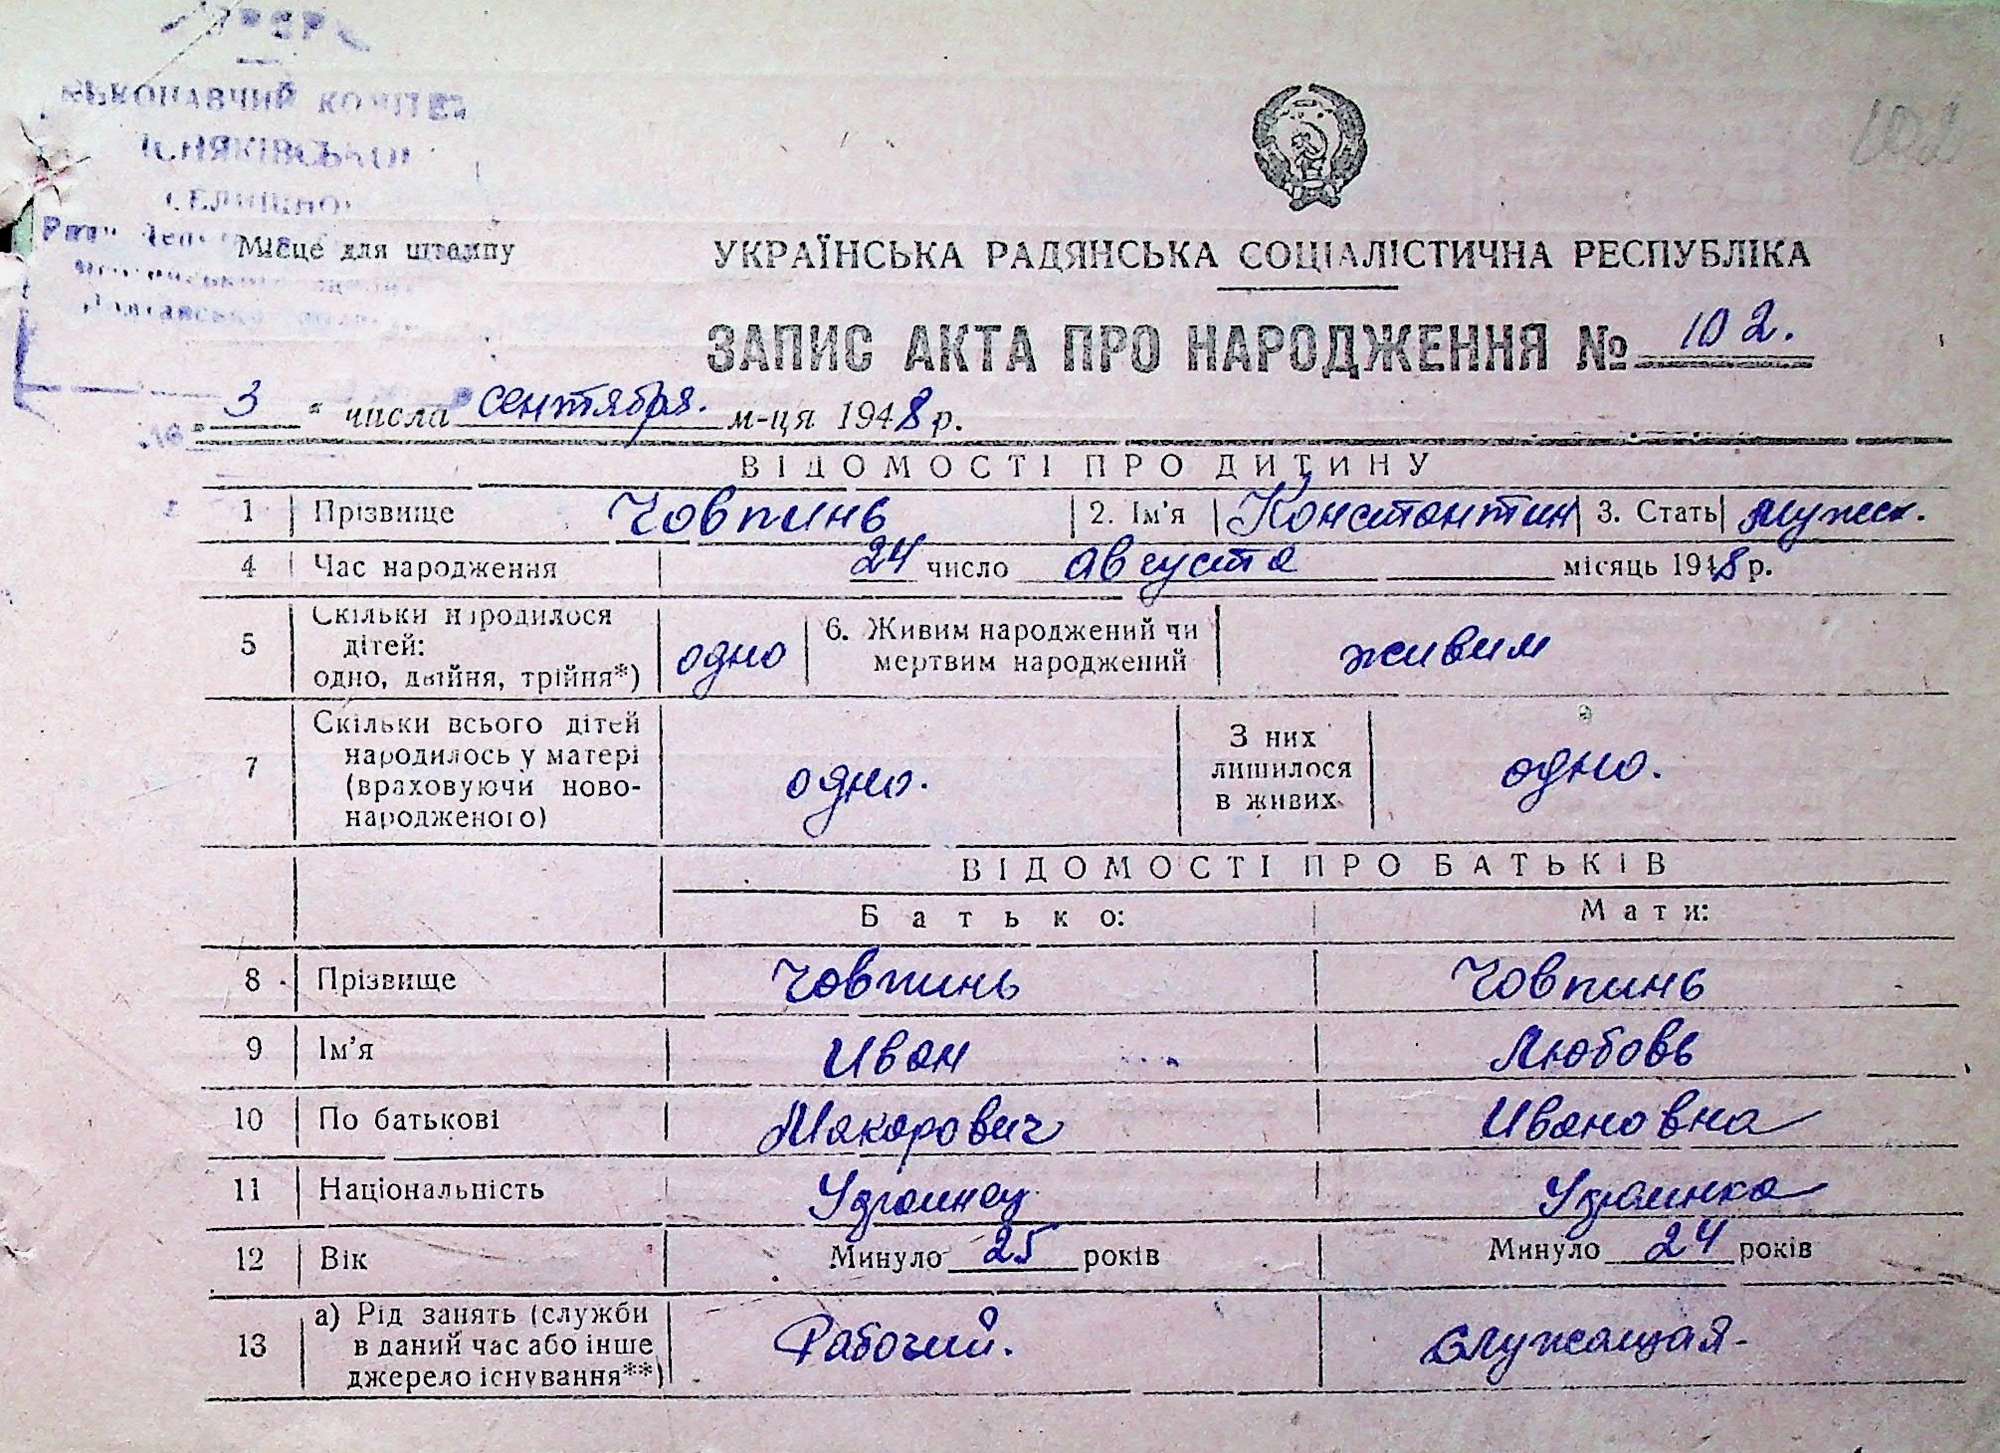 УРСР
ВИКОНАВЧИЙ КОМІТЕТ
СЕЛИЩНОЇ
Місце для штампу
102
УКРАЇНСЬКА РАДЯНСЬКА СОЦІАЛІСТИЧНА РЕСПУБЛІКА
ЗАПИС АКТА ПРО НАРОДЖЕННЯ № 102.
„ 3 “ числа сентября. м-ця 1948 р.
ВІДОМОСТІ ПРО ДИТИНУ
1 Прізвище Човпинь 2. Ім'я Константин 3. Стать мужск.
4 Час народження 24 число августа місяць 1948 р.
5 Скільки народилося дітей: одно, двійня, трійня*) одно 6. Живим народжений чи мертвим народжений живим
7 Скільки всього дітей народилось у матері (враховуючи новонародженого) одно. З них лишилося в живих одно.
ВІДОМОСТІ ПРО БАТЬКІВ
Батько: Мати:
8 Прізвище Човпинь Човпинь
9 Ім'я Иван Любовь
10 По батькові Макарович Ивановна
11 Національність Украинец Украинка
12 Вік Минуло 25 років Минуло 24 років
13 а) Рід занять (служби в даний час або інше джерело існування**) Рабочий. Служащая-